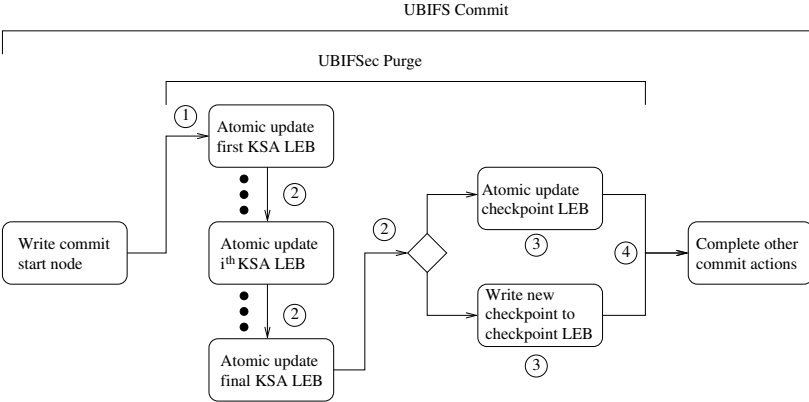 UBIFS Commit
UBIFSec Purge
1
Atomic update
first KSA LEB
2
Write commit
start node
Atomic update
ith KSA LEB
2
Atomic update
final KSA LEB
2
Atomic update
checkpoint LEB
3
Write new
checkpoint to
checkpoint LEB
3
4
Complete other
commit actions